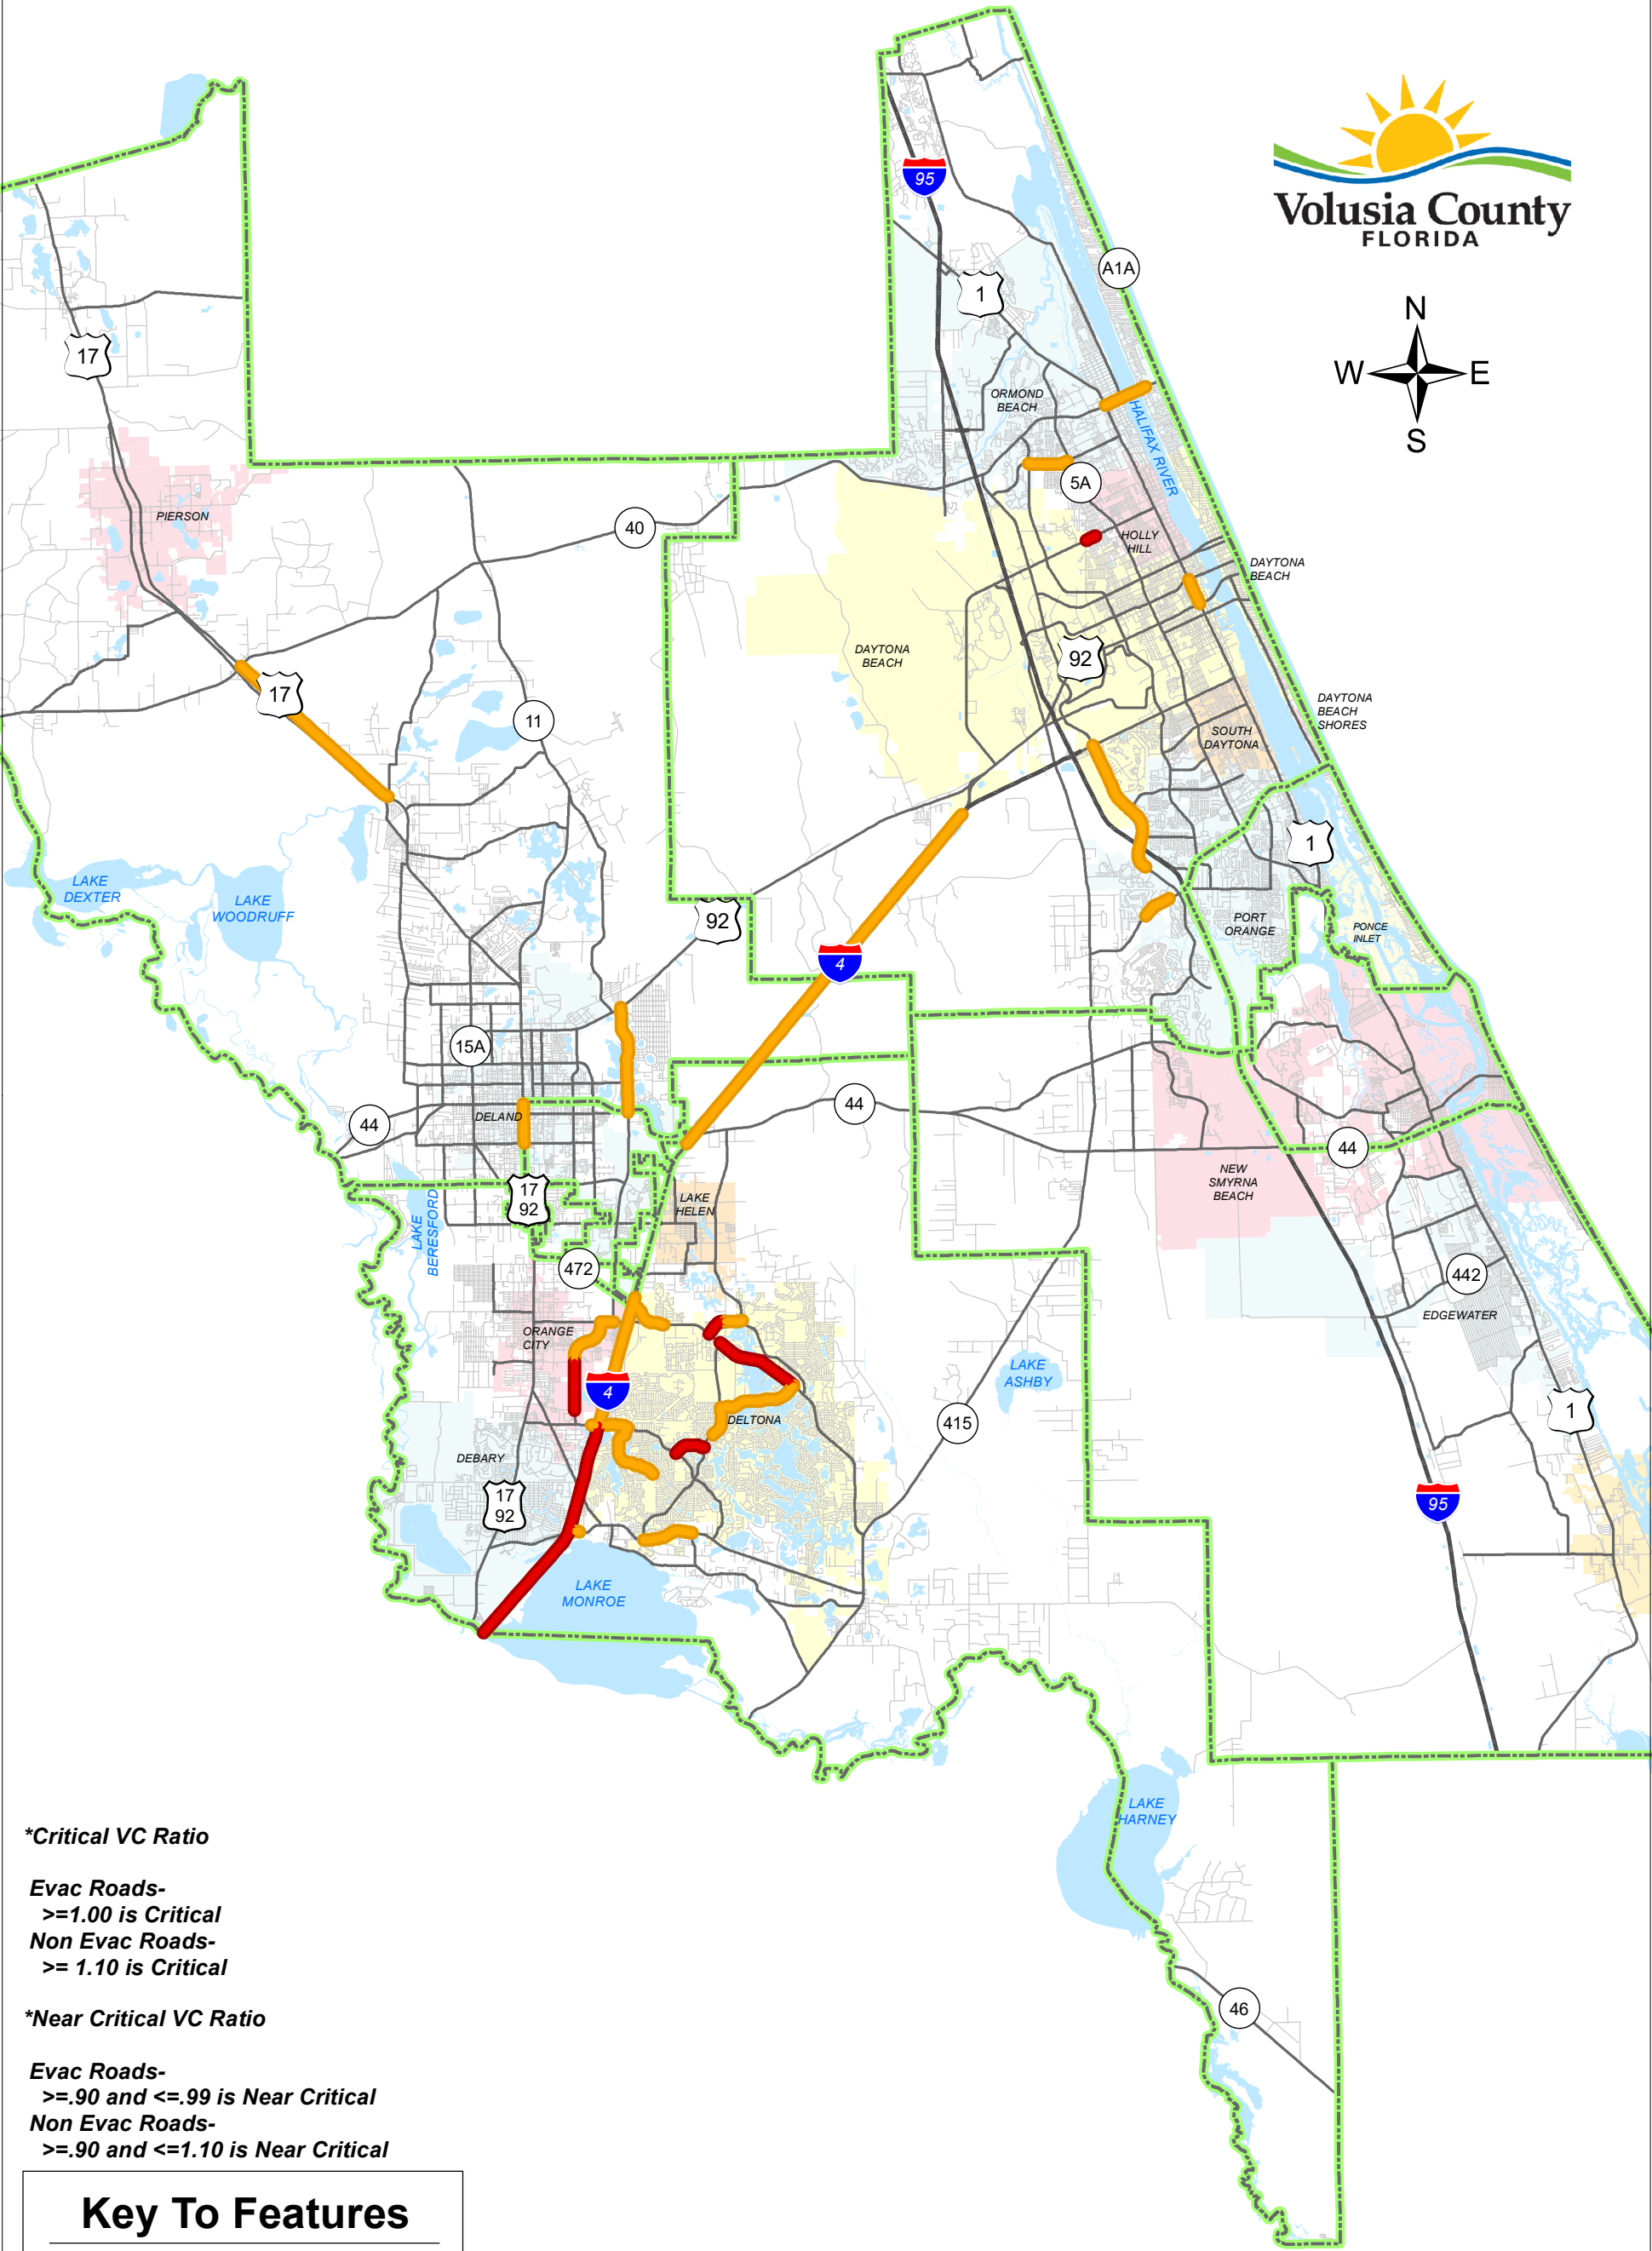 Volusia County
FLORIDA
N
W
E
S
95
A1A
1
17
ORMOND
BEACH
HALIFAX RIVER
5A
PIERSON
40
HOLLY
HILL
DAYTONA
BEACH
DAYTONA
BEACH
92
17
11
DAYTONA
BEACH
SHORES
SOUTH
DAYTONA
1
LAKE
DEXTER
LAKE
WOODRUFF
92
PORT
ORANGE
PONCE
INLET
4
15A
44
DELAND
44
44
NEW
SMYRNA
BEACH
17
92
LAKE
HELEN
LAKE
BERESFORD
472
442
EDGEWATER
ORANGE
CITY
LAKE
ASHBY
4
DELTONA
415
1
DEBARY
17
92
95
LAKE
MONROE
LAKE
HARNEY
46
*Critical VC Ratio
Evac Roads-
>=1.00 is Critical
Non Evac Roads-
>= 1.10 is Critical
*Near Critical VC Ratio
Evac Roads-
>=.90 and <=.99 is Near Critical
Non Evac Roads-
>=.90 and <=1.10 is Near Critical
Key To Features